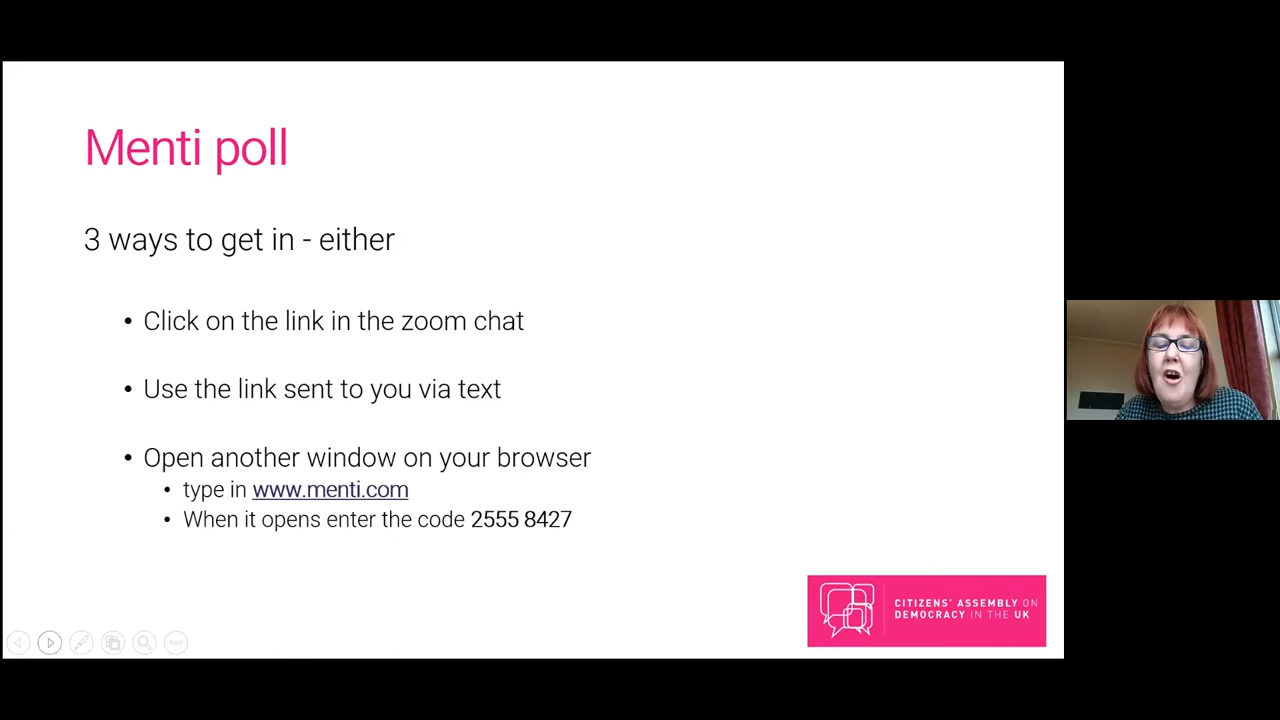 Menti poll
3 ways to get in - either
• Click on the link in the zoom chat
• Use the link sent to you via text
• Open another window on your browser
• type in www.menti.com
• When it opens enter the code 2555 8427
CITIZENS' ASSEMBLY ON
DEMOCRACY IN THE UK